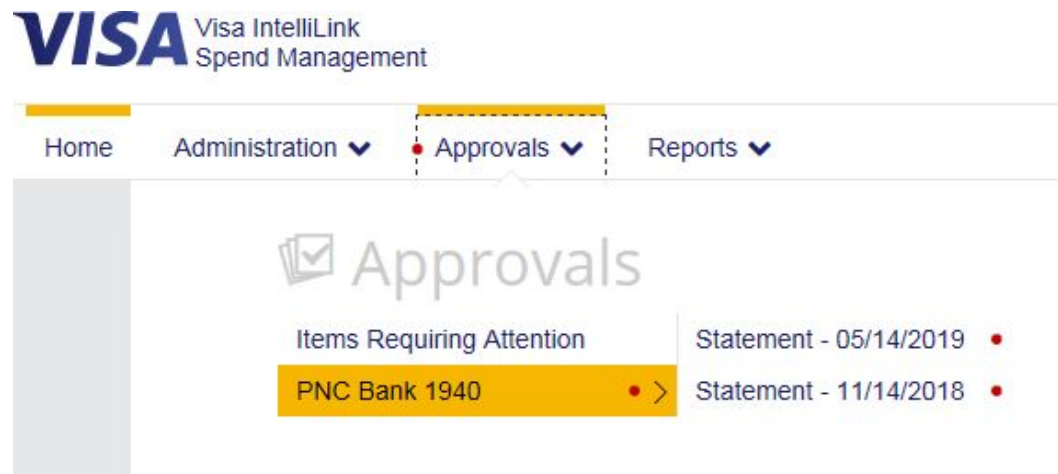 VISA Visa IntelliLink
Spend Management
Home Administration Approvals Reports
Approvals
Items Requiring Attention Statement - 05/14/2019
PNC Bank 1940 Statement - 11/14/2018